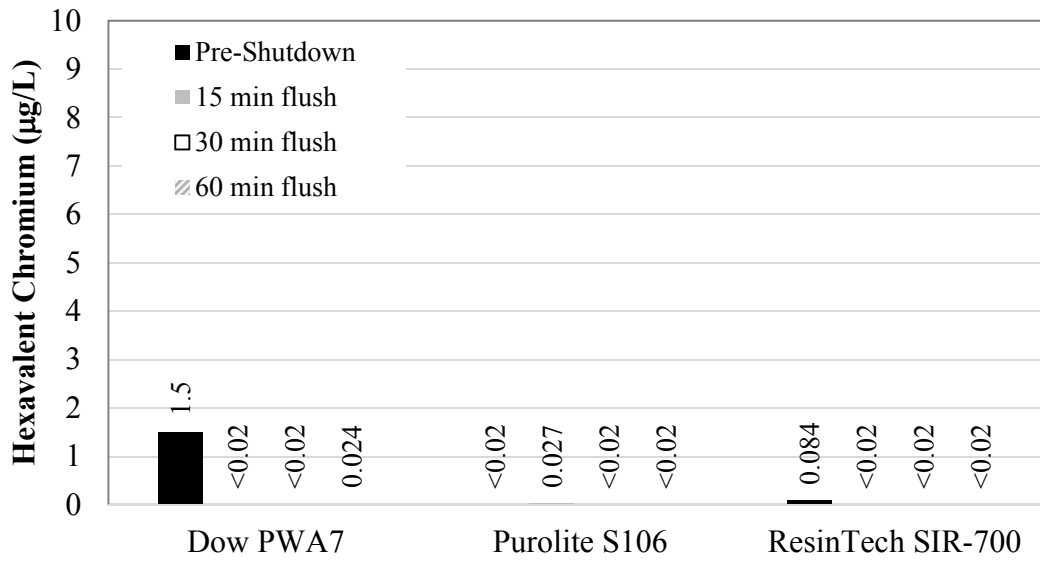 Hexavalent Chromium (µg/L)
10
9
8
7
6
5
4
3
2
1
0
Pre-Shutdown
15 min flush
30 min flush
60 min flush
1.5
<0.02
<0.02
0.024
<0.02
0.027
<0.02
<0.02
0.084
<0.02
<0.02
<0.02
Dow PWA7
Purolite S106
ResinTech SIR-700